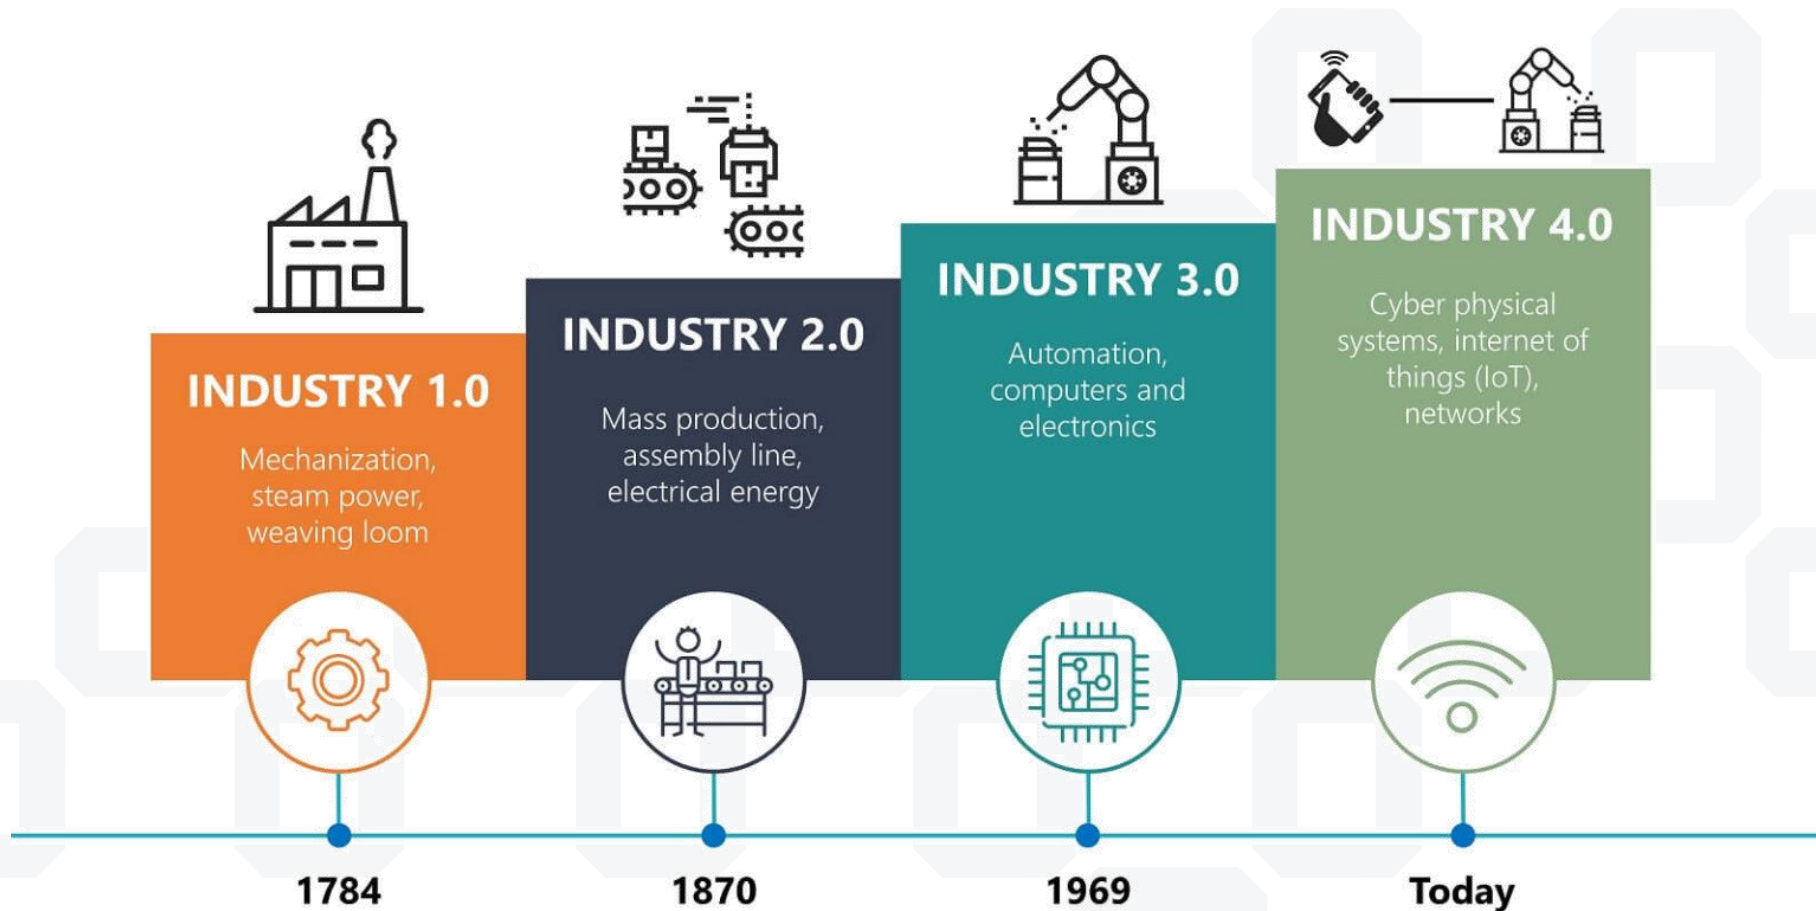 INDUSTRY 1.0
Mechanization,
steam power,
weaving loom
1784
INDUSTRY 2.0
Mass production,
assembly line,
electrical energy
1870
INDUSTRY 3.0
Automation,
computers and
electronics
1969
INDUSTRY 4.0
Cyber physical
systems, internet of
things (IoT),
networks
Today